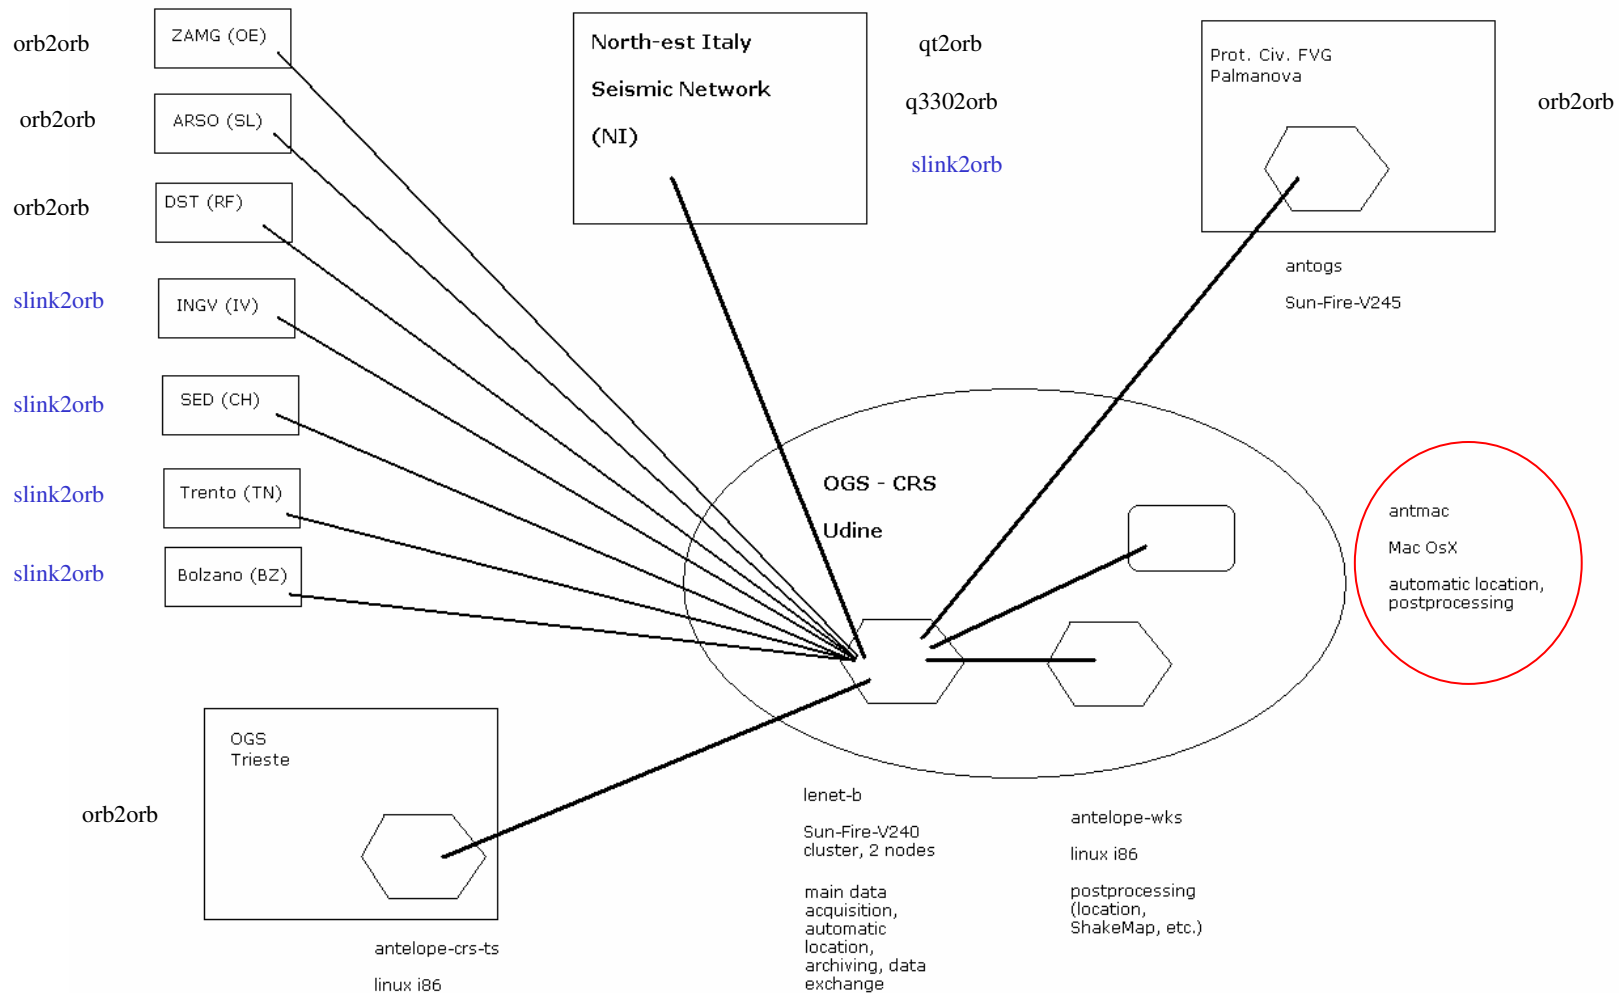 orb2orb
ZAMG (OE)
orb2orb
ARSO (SL)
orb2orb
DST (RF)
slink2orb
INGV (IV)
slink2orb
SED (CH)
slink2orb
Trento (TN)
slink2orb
Bolzano (BZ)
North-est Italy
Seismic Network
(NI)
qt2orb
q3302orb
slink2orb
Prot. Civ. FVG
Palmanova
orb2orb
antogs
Sun-Fire-V245
OGS - CRS
Udine
antmac
Mac OsX
automatic location,
postprocessing
OGS
Trieste
orb2orb
antelope-crs-ts
linux i86
lenet-b
Sun-Fire-V240
cluster, 2 nodes
main data
acquisition,
automatic
location,
archiving, data
exchange
antelope-wks
linux i86
postprocessing
(location,
ShakeMap, etc.)